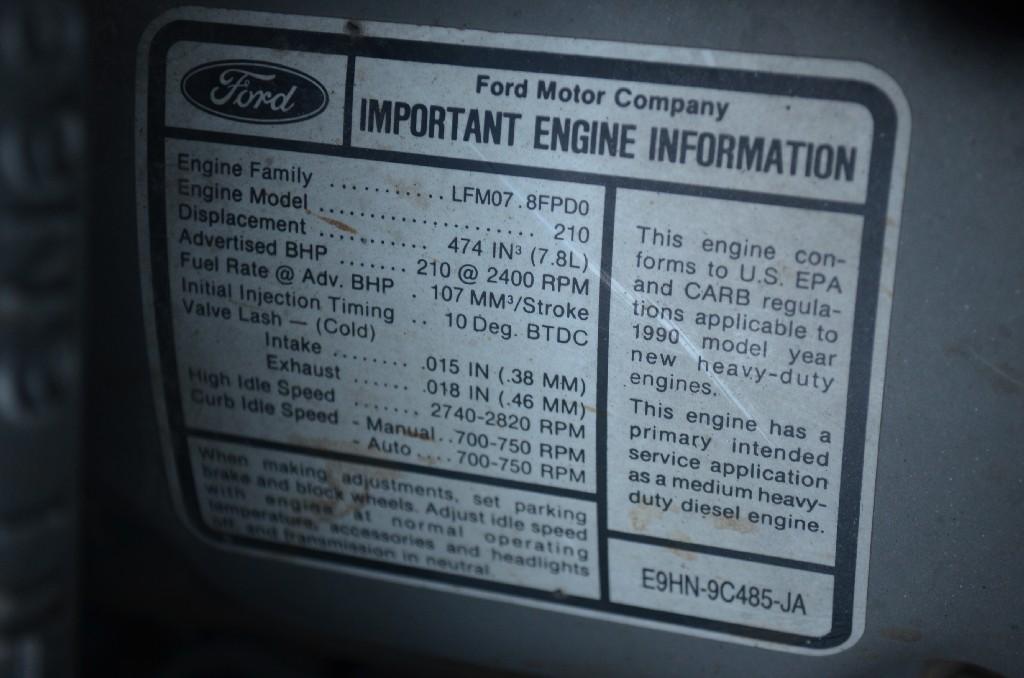 Ford
Ford Motor Company
IMPORTANT ENGINE INFORMATION
Engine Family .......... LFM07.8FPD0
Engine Model .................... 210
Displacement ........ 474 IN³ (7.8L)
Advertised BHP ...... 210 @ 2400 RPM
Fuel Rate @ Adv. BHP . 107 MM³/Stroke
Initial Injection Timing .. 10 Deg. BTDC
Valve Lash — (Cold)
Intake ........ .015 IN (.38 MM)
Exhaust ...... .018 IN (.46 MM)
High Idle Speed ....... 2740-2820 RPM
Curb Idle Speed - Manual..700-750 RPM
- Auto ....700-750 RPM
When making adjustments, set parking
brake and block wheels. Adjust idle speed
with engine at normal operating
temperature, accessories and headlights
off and transmission in neutral.
This engine con-
forms to U.S. EPA
and CARB regula-
tions applicable to
1990 model year
new heavy-duty
engines.
This engine has a
primary intended
service application
as a medium heavy-
duty diesel engine.
E9HN-9C485-JA